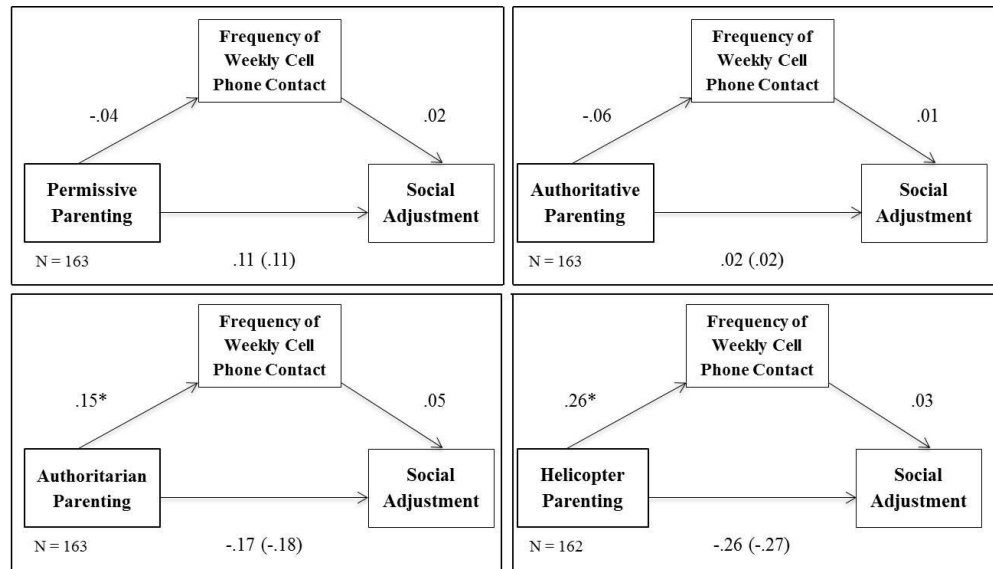 Frequency of
Weekly Cell
Phone Contact
-.04
.02
Permissive
Parenting
Social
Adjustment
N = 163
.11 (.11)
Frequency of
Weekly Cell
Phone Contact
-.06
.01
Authoritative
Parenting
Social
Adjustment
N = 163
.02 (.02)
Frequency of
Weekly Cell
Phone Contact
.15*
.05
Authoritarian
Parenting
Social
Adjustment
N = 163
-.17 (-.18)
Frequency of
Weekly Cell
Phone Contact
.26*
.03
Helicopter
Parenting
Social
Adjustment
N = 162
-.26 (-.27)